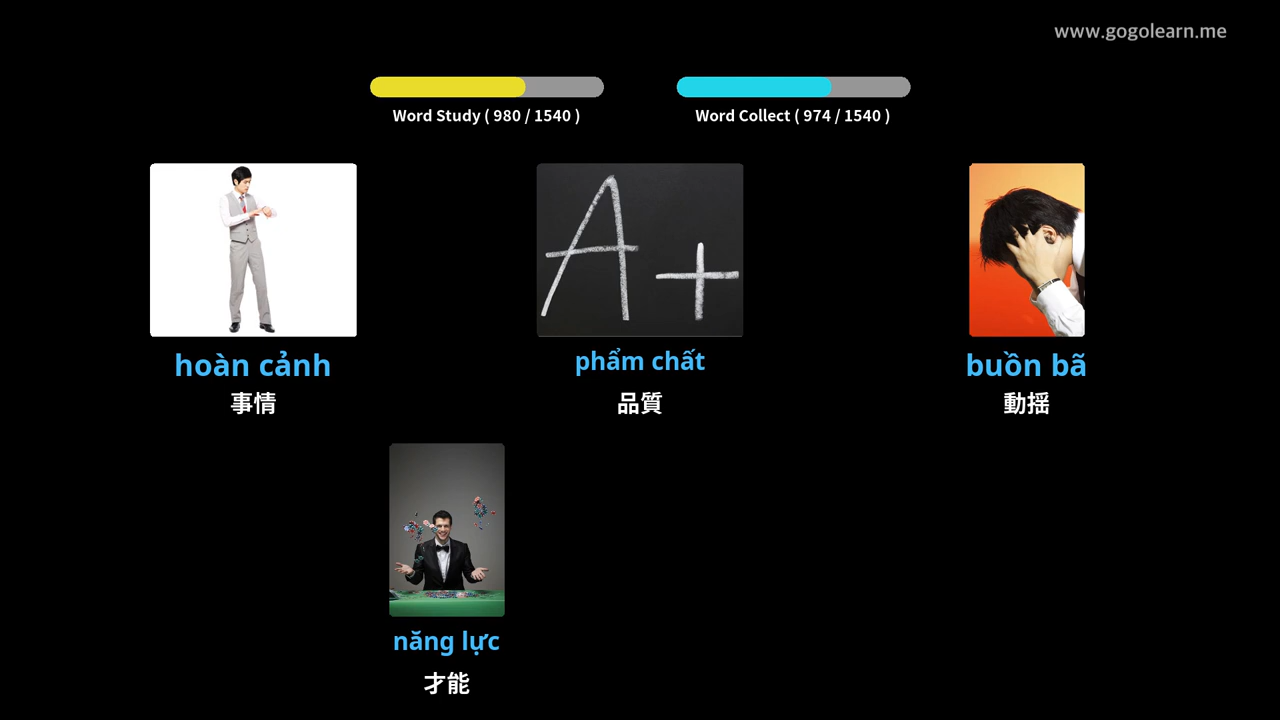 www.gogolearn.me
Word Study ( 980 / 1540 )
Word Collect ( 974 / 1540 )
A+
hoàn cảnh
phẩm chất
buồn bã
事情
品質
動揺
năng lực
才能